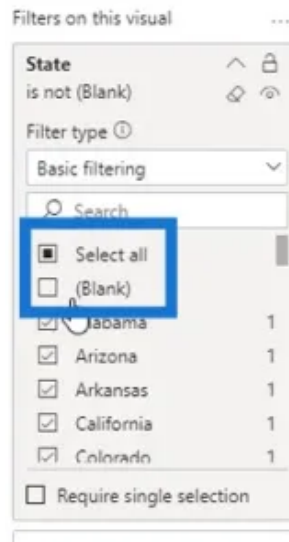 Filters on this visual ...
State
is not (Blank)
Filter type
Basic filtering
Search
Select all
(Blank)
Alabama 1
Arizona 1
Arkansas 1
California 1
Colorado 1
Require single selection